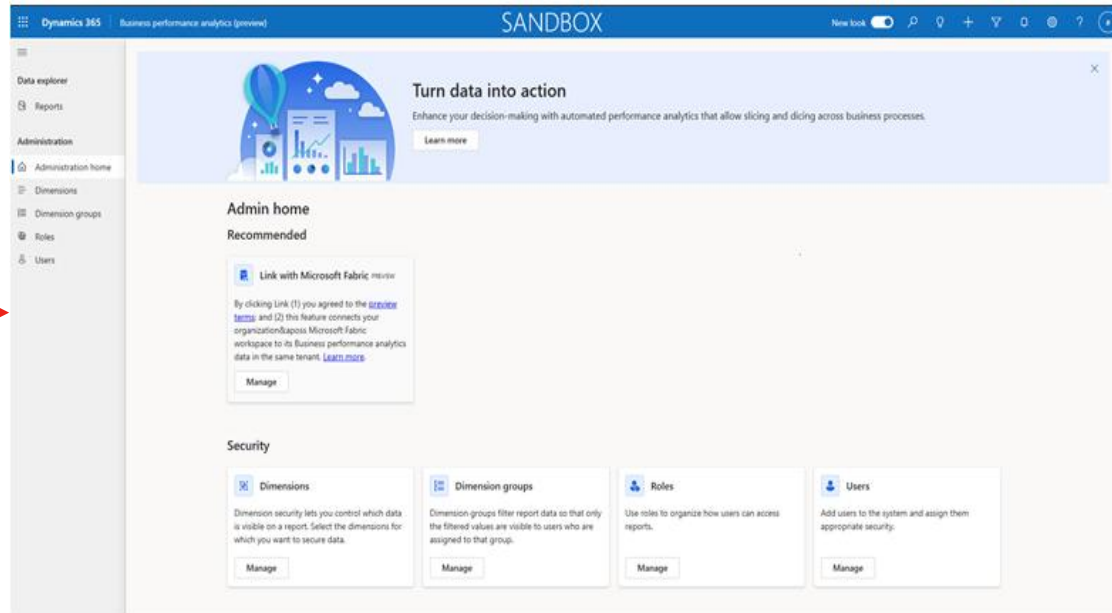 Dynamics 365
Business performance analytics (preview)
SANDBOX
New look
Data explorer
Reports
Administration
Administration home
Dimensions
Dimension groups
Roles
Users
Turn data into action
Enhance your decision-making with automated performance analytics that allow slicing and dicing across business processes.
Learn more
Admin home
Recommended
Link with Microsoft Fabric PREVIEW
By clicking Link (1) you agreed to the preview
terms; and (2) this feature connects your
organization&aposs Microsoft Fabric
workspace to its Business performance analytics
data in the same tenant. Learn more.
Manage
Security
Dimensions
Dimension security lets you control which data
is visible on a report. Select the dimensions for
which you want to secure data.
Manage
Dimension groups
Dimension groups filter report data so that only
the filtered values are visible to users who are
assigned to that group.
Manage
Roles
Use roles to organize how users can access
reports.
Manage
Users
Add users to the system and assign them
appropriate security.
Manage